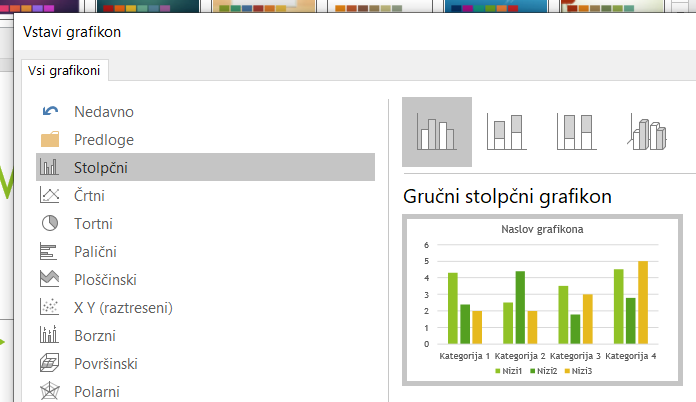 Vstavi grafikon
Vsi grafikoni
Nedavno
Predloge
Stolpčni
Črtni
Tortni
Palični
Ploščinski
X Y (raztreseni)
Borzni
Površinski
Polarni
Gručni stolpčni grafikon
Naslov grafikona
6
5
4
3
2
1
0
Kategorija 1 Kategorija 2 Kategorija 3 Kategorija 4
Nizi1 Nizi2 Nizi3